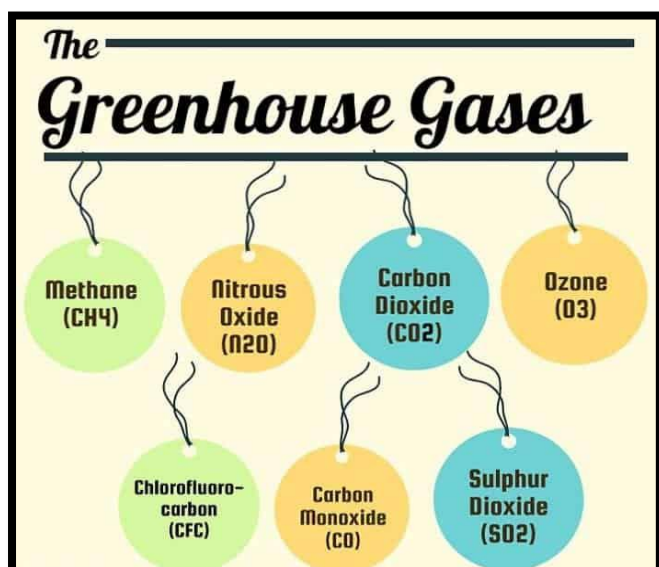 The
Greenhouse Gases
Methane
(CH4)
Nitrous
Oxide
(N2O)
Carbon
Dioxide
(CO2)
Ozone
(O3)
Chlorofluoro-
carbon
(CFC)
Carbon
Monoxide
(CO)
Sulphur
Dioxide
(SO2)